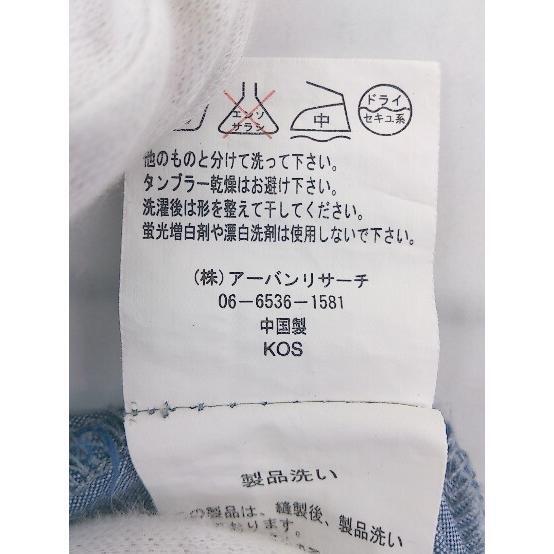 エンソ
サラシ
中
ドライ
セキユ系
他のものと分けて洗って下さい。
タンブラー乾燥はお避け下さい。
洗濯後は形を整えて干してください。
蛍光増白剤や漂白洗剤は使用しないで下さい。
(株)アーバンリサーチ
06-6536-1581
中国製
KOS
製品洗い
の製品は、縫製後、製品洗い
おります。